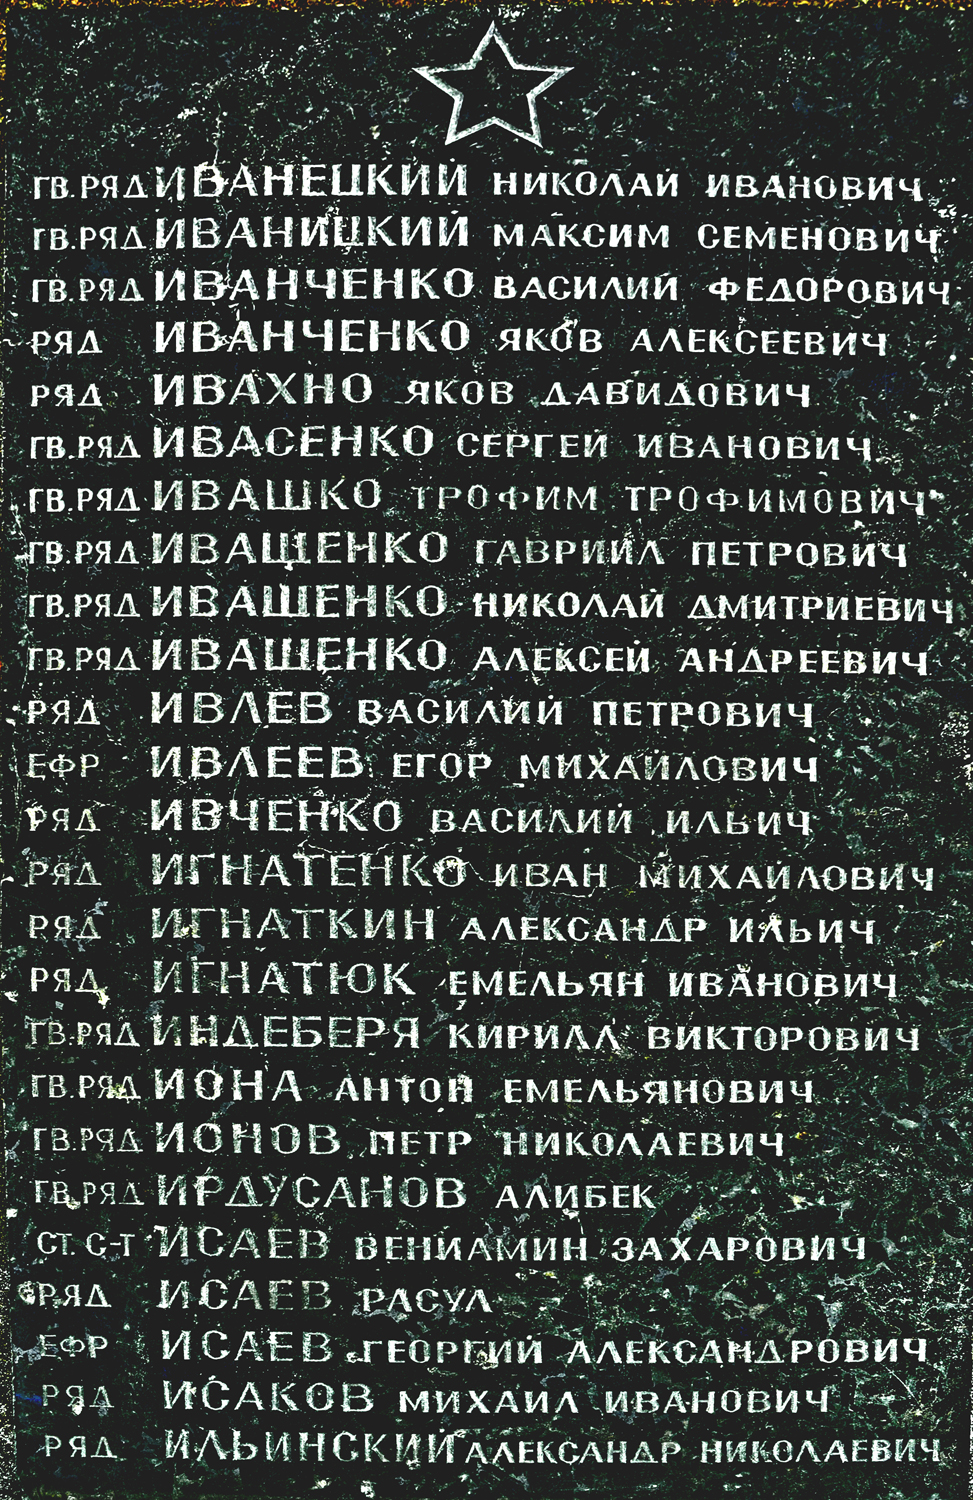 ГВ.РЯД ИВАНЕЦКИЙ НИКОЛАЙ ИВАНОВИЧ
ГВ.РЯД ИВАНИЦКИЙ МАКСИМ СЕМЕНОВИЧ
ГВ.РЯД ИВАНЧЕНКО ВАСИЛИЙ ФЕДОРОВИЧ
РЯД ИВАНЧЕНКО ЯКОВ АЛЕКСЕЕВИЧ
РЯД ИВАХНО ЯКОВ ДАВИДОВИЧ
ГВ.РЯД ИВАСЕНКО СЕРГЕЙ ИВАНОВИЧ
ГВ.РЯД ИВАШКО ТРОФИМ ТРОФИМОВИЧ
ГВ.РЯД ИВАЩЕНКО ГАВРИИЛ ПЕТРОВИЧ
ГВ.РЯД ИВАЩЕНКО НИКОЛАЙ ДМИТРИЕВИЧ
ГВ.РЯД ИВАЩЕНКО АЛЕКСЕЙ АНДРЕЕВИЧ
РЯД ИВЛЕВ ВАСИЛИЙ ПЕТРОВИЧ
ЕФР ИВЛЕЕВ ЕГОР МИХАЙЛОВИЧ
РЯД ИВЧЕНКО ВАСИЛИЙ ИЛЬИЧ
РЯД ИГНАТЕНКО ИВАН МИХАЙЛОВИЧ
РЯД ИГНАТКИН АЛЕКСАНДР ИЛЬИЧ
РЯД ИГНАТЮК ЕМЕЛЬЯН ИВАНОВИЧ
ГВ.РЯД ИНДЕБЕРЯ КИРИЛЛ ВИКТОРОВИЧ
ГВ.РЯД ИОНА АНТОН ЕМЕЛЬЯНОВИЧ
ГВ.РЯД ИОНОВ ПЕТР НИКОЛАЕВИЧ
ГВ.РЯД ИРДУСАНОВ АЛИБЕК
СТ. С-Т ИСАЕВ ВЕНИАМИН ЗАХАРОВИЧ
РЯД ИСАЕВ РАСУЛ
ЕФР ИСАЕВ ГЕОРГИЙ АЛЕКСАНДРОВИЧ
РЯД ИСАКОВ МИХАИЛ ИВАНОВИЧ
РЯД ИЛЬИНСКИЙ АЛЕКСАНДР НИКОЛАЕВИЧ